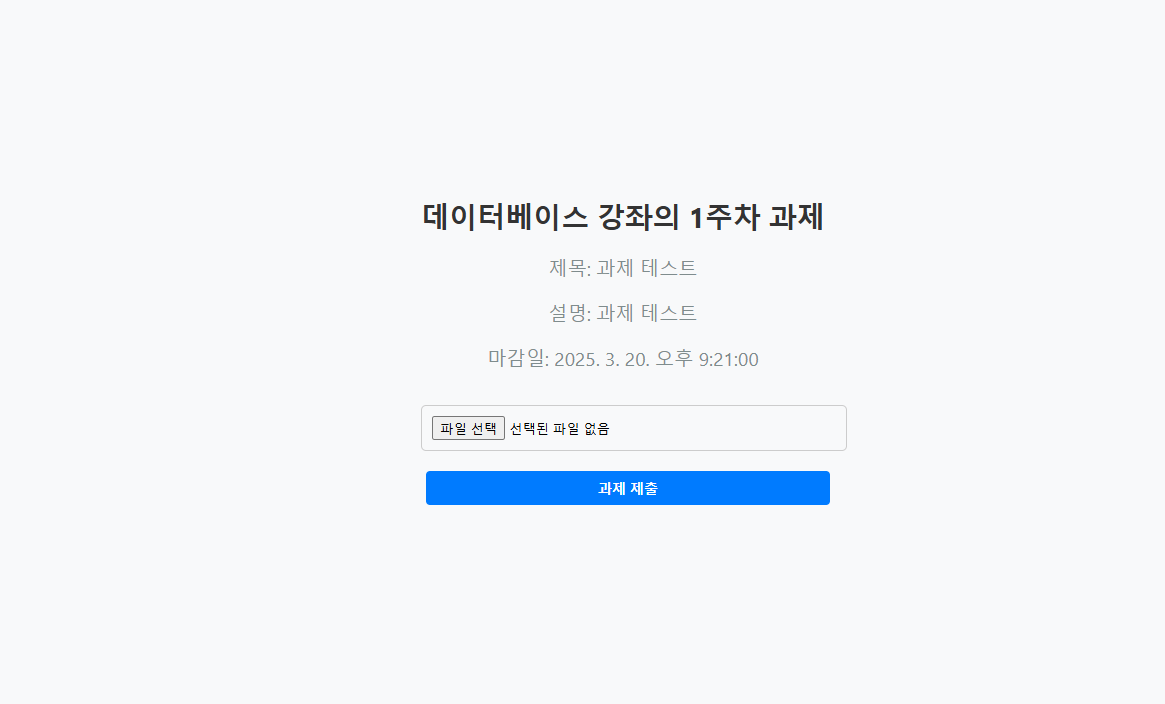 데이터베이스 강좌의 1주차 과제
제목: 과제 테스트
설명: 과제 테스트
마감일: 2025. 3. 20. 오후 9:21:00
파일 선택 선택된 파일 없음
과제 제출